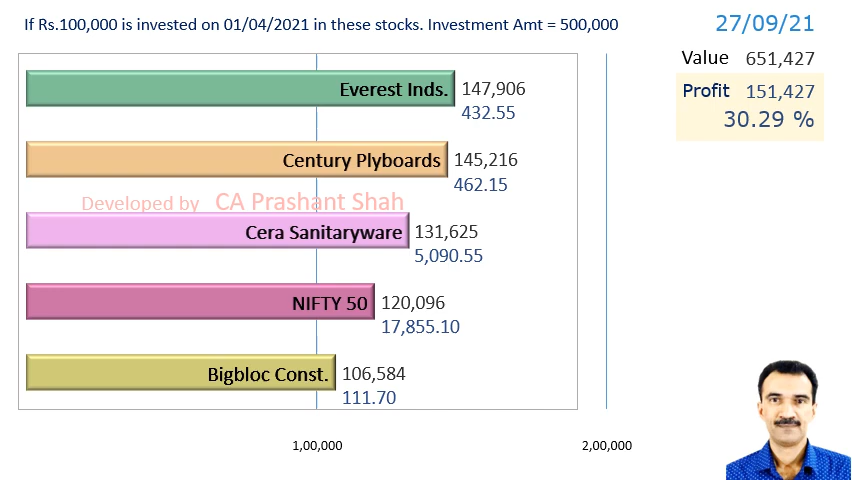 If Rs.100,000 is invested on 01/04/2021 in these stocks. Investment Amt = 500,000
27/09/21
Value 651,427
Profit 151,427
30.29 %
Everest Inds. 147,906
432.55
Century Plyboards 145,216
462.15
Developed by CA Prashant Shah
Cera Sanitaryware 131,625
5,090.55
NIFTY 50 120,096
17,855.10
Bigbloc Const. 106,584
111.70
1,00,000 2,00,000